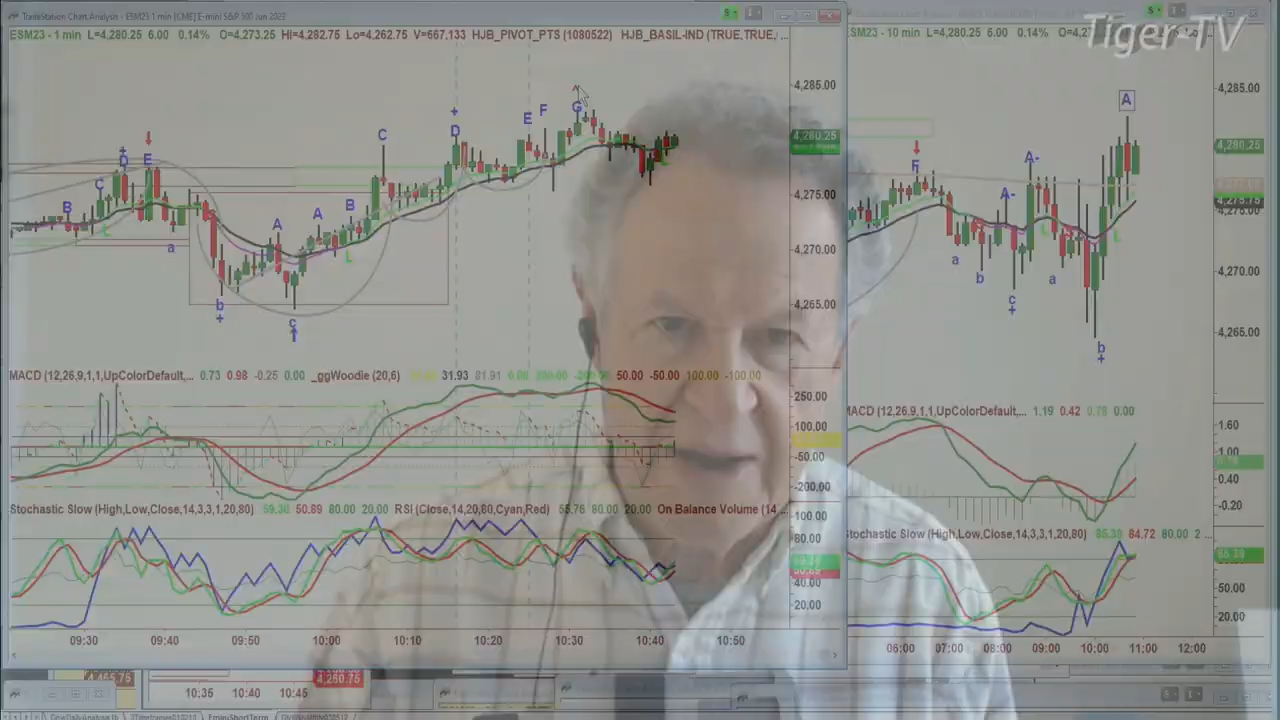 TradeStation Chart Analysis - ESM23 1 min [CME] E-mini S&P 500 Jun 2023
Tiger-TV
ESM23 - 1 min L=4,280.25 6.00 0.14% O=4,273.25 Hi=4,282.75 Lo=4,262.75 V=667,133 HJB_PIVOT_PTS (1080522) HJB_BASIL-IND (TRUE,TRUE, ...
ESM23 - 10 min L=4,280.25 6.00 0.14%
4,285.00
4,280.25
4,275.00
4,270.00
4,265.00
4,285.00
4,280.25
4,275.75
4,275.00
4,270.00
4,265.00
B C D E a b c A A B C D E F G
F a b c A- A- a b A
MACD (12,26,9,1,1,UpColorDefault,... 0.73 0.98 -0.25 0.00 _ggWoodie (20,6) 31.93 81.91 50.00 -50.00 100.00 -100.00
250.00
100.00
-50.00
-200.00
MACD (12,26,9,1,1,UpColorDefault,... 1.19 0.42 0.78 0.00
1.60
1.00
0.40
-0.20
Stochastic Slow (High,Low,Close,14,3,3,1,20,80) 59.30 50.89 80.00 20.00 RSI (Close,14,20,80,Cyan,Red) 55.76 80.00 20.00 On Balance Volume (14 ...
100.00
80.00
40.00
20.00
Stochastic Slow (High,Low,Close,14,3,3,1,20,80) 85.39 84.72 80.00 2 ...
50.00
20.00
09:30 09:40 09:50 10:00 10:10 10:20 10:30 10:40 10:50
06:00 07:00 08:00 09:00 10:00 11:00 12:00
10:35 10:40 10:45
4,260.75